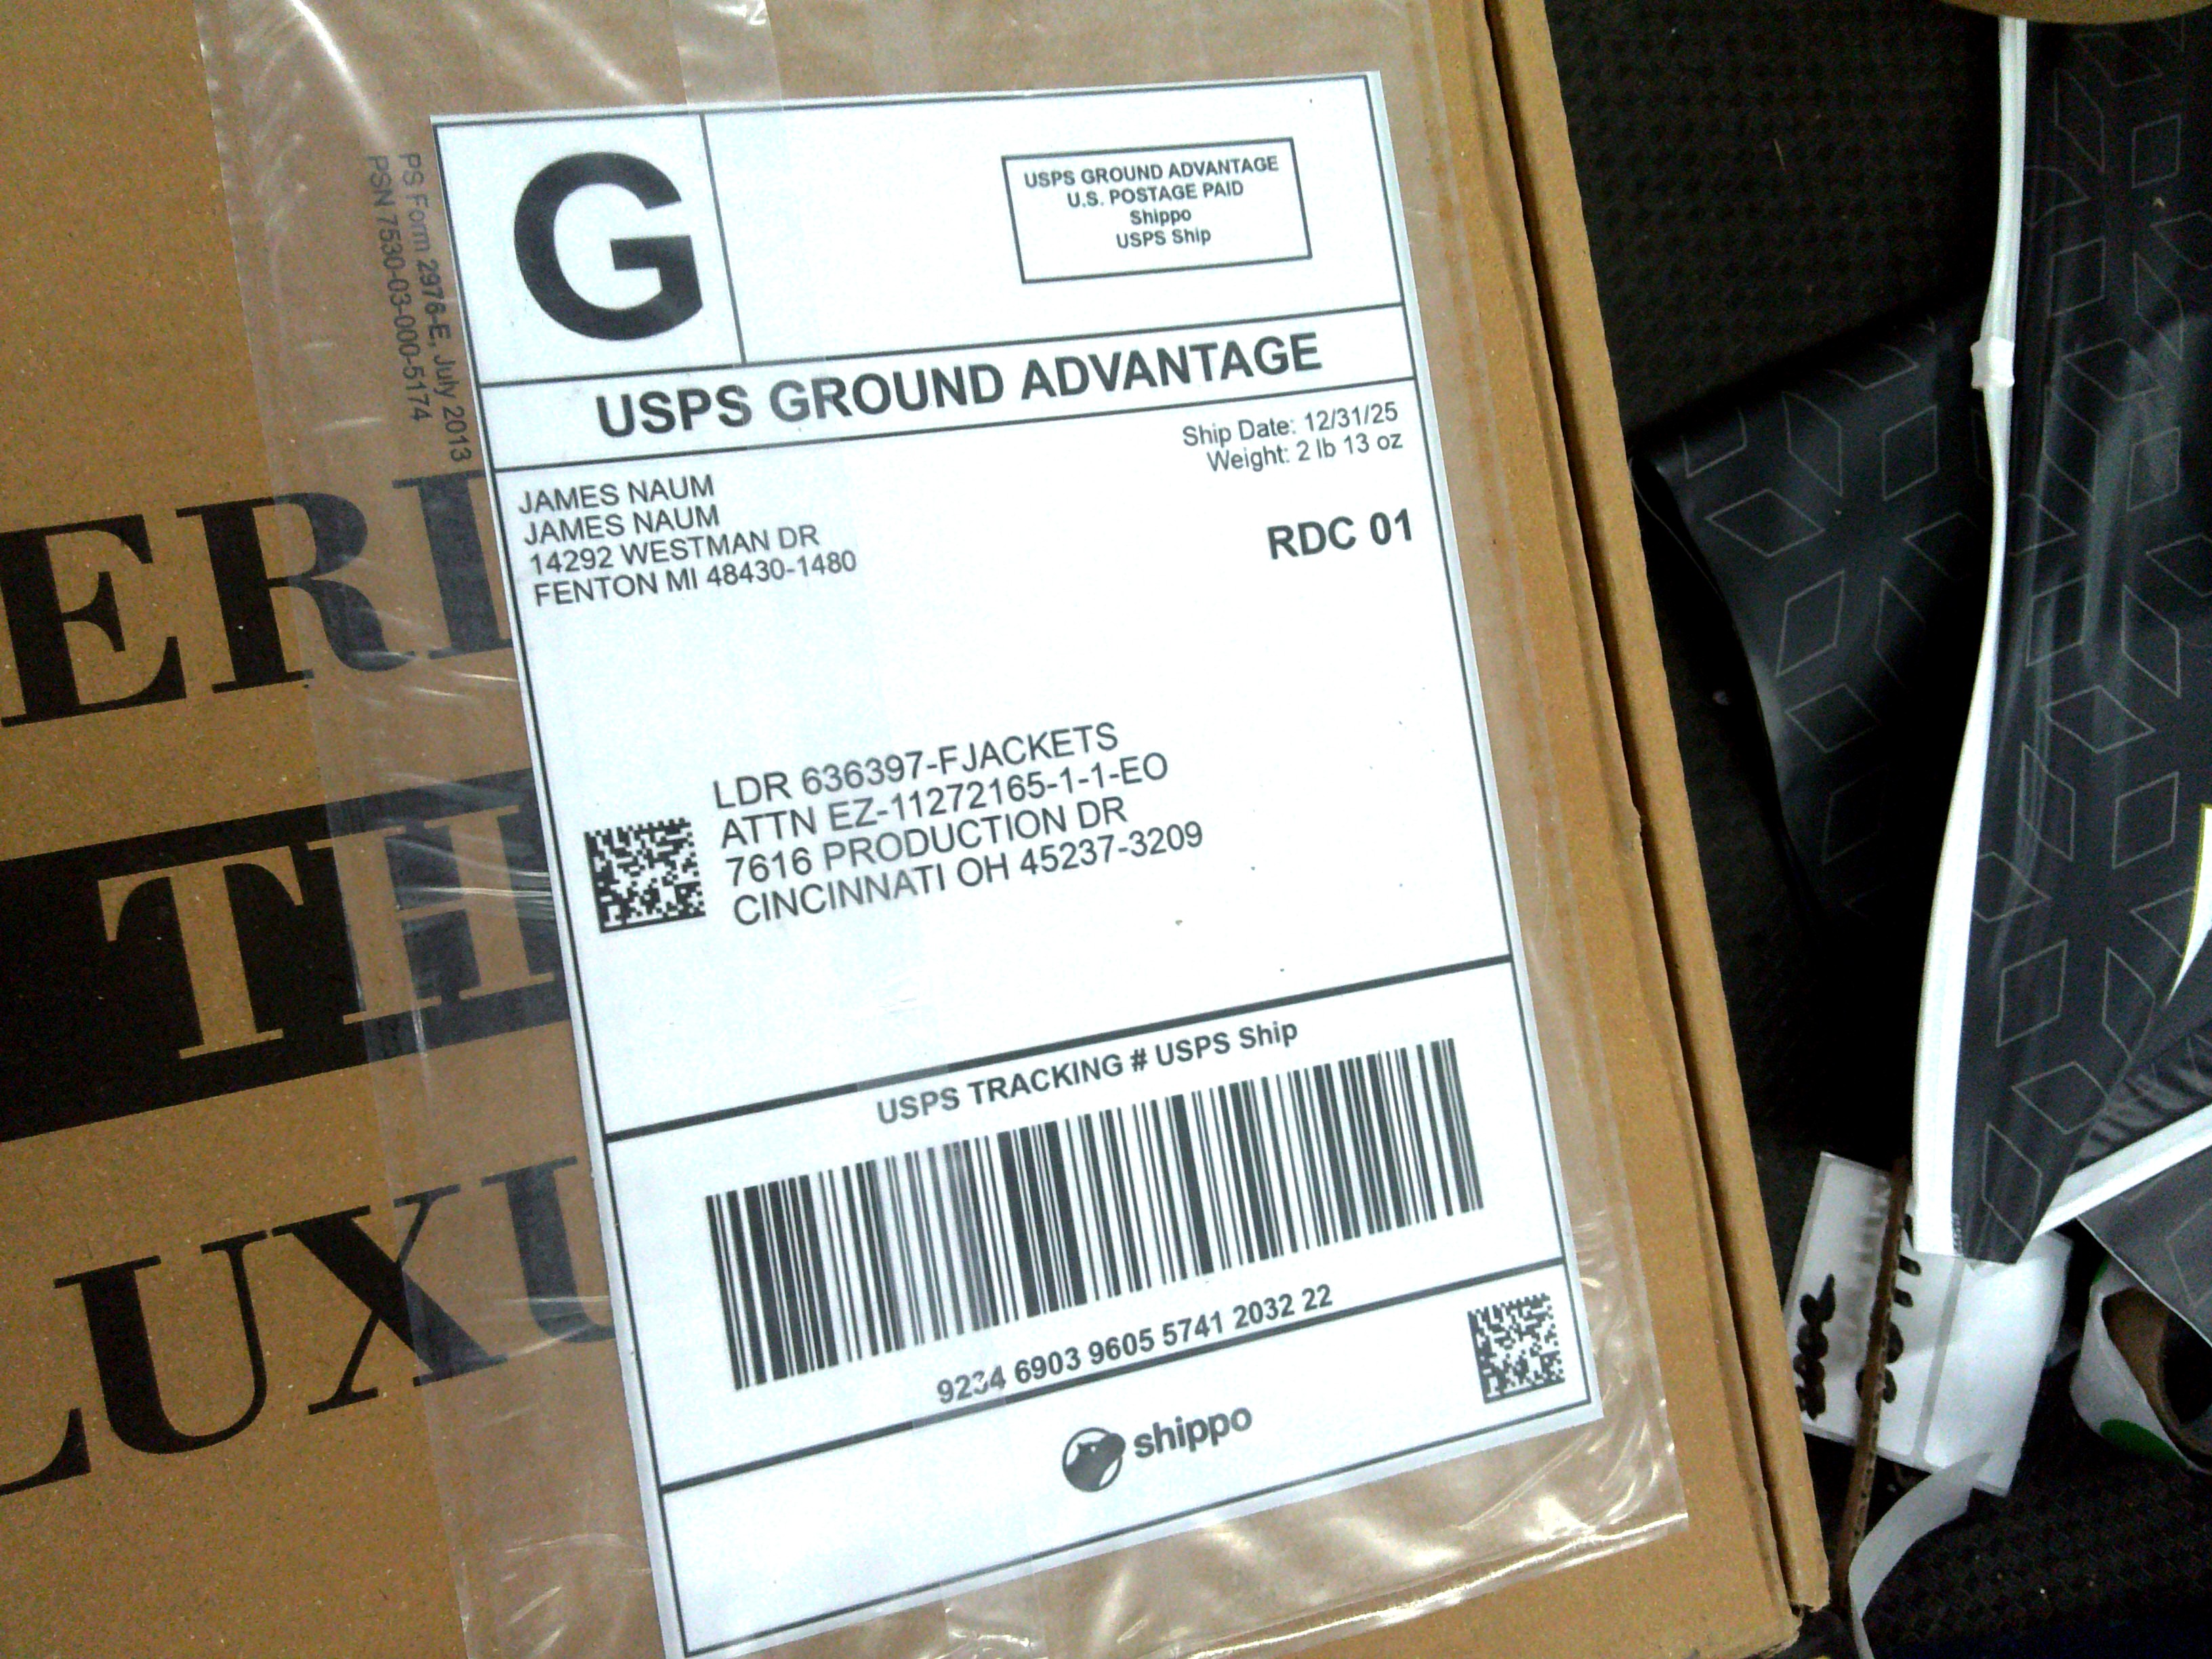 PS Form 2976-E, July 2013
PSN 7530-03-000-5174
G
USPS GROUND ADVANTAGE
U.S. POSTAGE PAID
Shippo
USPS Ship
USPS GROUND ADVANTAGE
Ship Date: 12/31/25
Weight: 2 lb 13 oz
JAMES NAUM
JAMES NAUM
14292 WESTMAN DR
FENTON MI 48430-1480
RDC 01
LDR 636397-FJACKETS
ATTN EZ-11272165-1-1-EO
7616 PRODUCTION DR
CINCINNATI OH 45237-3209
USPS TRACKING # USPS Ship
9234 6903 9605 5741 2032 22
shippo
ERI
TH
LUXU